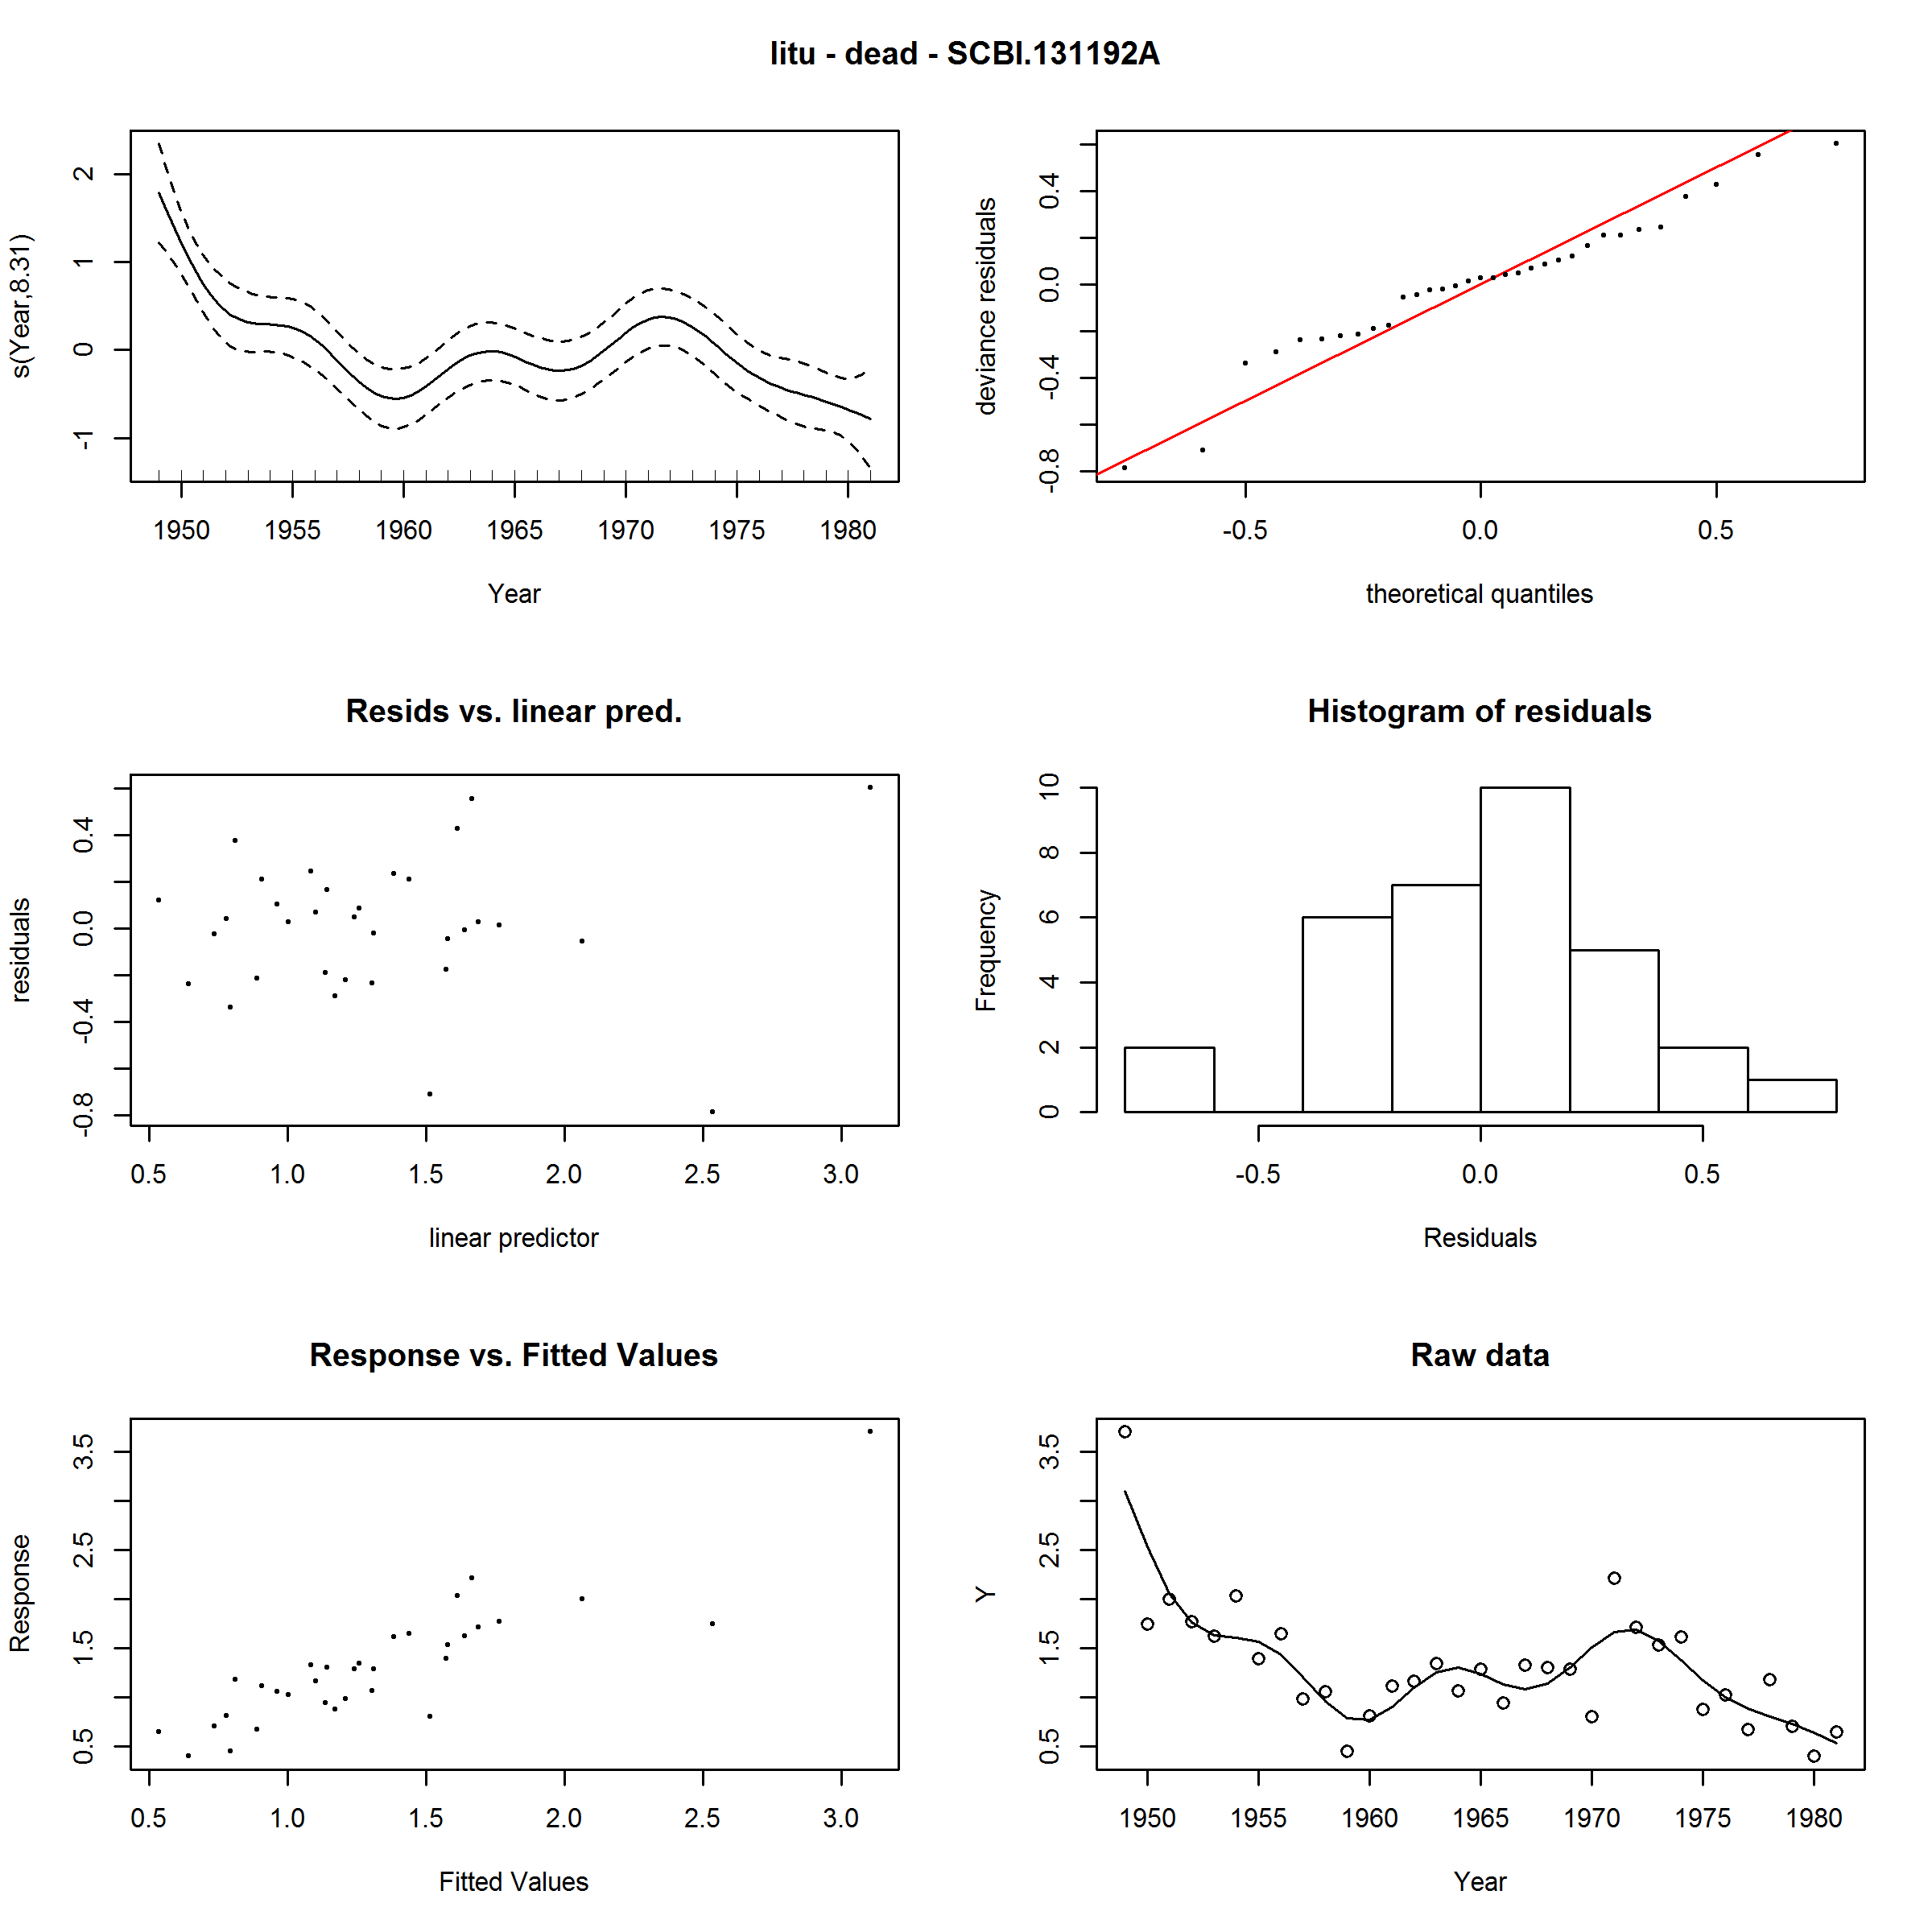 litu - dead - SCBI.131192A
s(Year,8.31)
2
1
0
-1
1950 1955 1960 1965 1970 1975 1980
Year
deviance residuals
0.4
0.0
-0.4
-0.8
-0.5 0.0 0.5
theoretical quantiles
Resids vs. linear pred.
residuals
0.4
0.0
-0.4
-0.8
0.5 1.0 1.5 2.0 2.5 3.0
linear predictor
Histogram of residuals
Frequency
10
8
6
4
2
0
-0.5 0.0 0.5
Residuals
Response vs. Fitted Values
Response
3.5
2.5
1.5
0.5
0.5 1.0 1.5 2.0 2.5 3.0
Fitted Values
Raw data
Y
3.5
2.5
1.5
0.5
1950 1955 1960 1965 1970 1975 1980
Year